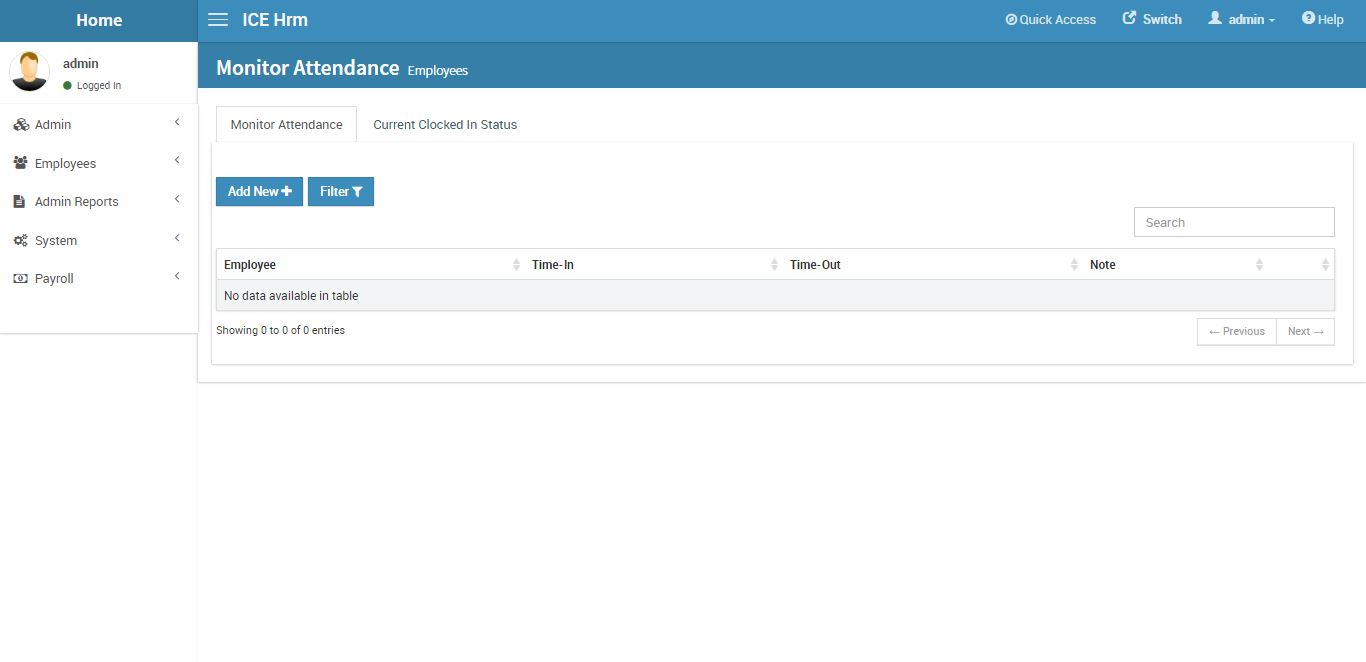 Home
ICE Hrm
Quick Access
Switch
admin
Help
admin
Logged In
Monitor Attendance Employees
Admin
Employees
Admin Reports
System
Payroll
Monitor Attendance
Current Clocked In Status
Add New
Filter
Search
Employee
Time-In
Time-Out
Note
No data available in table
Showing 0 to 0 of 0 entries
← Previous
Next →